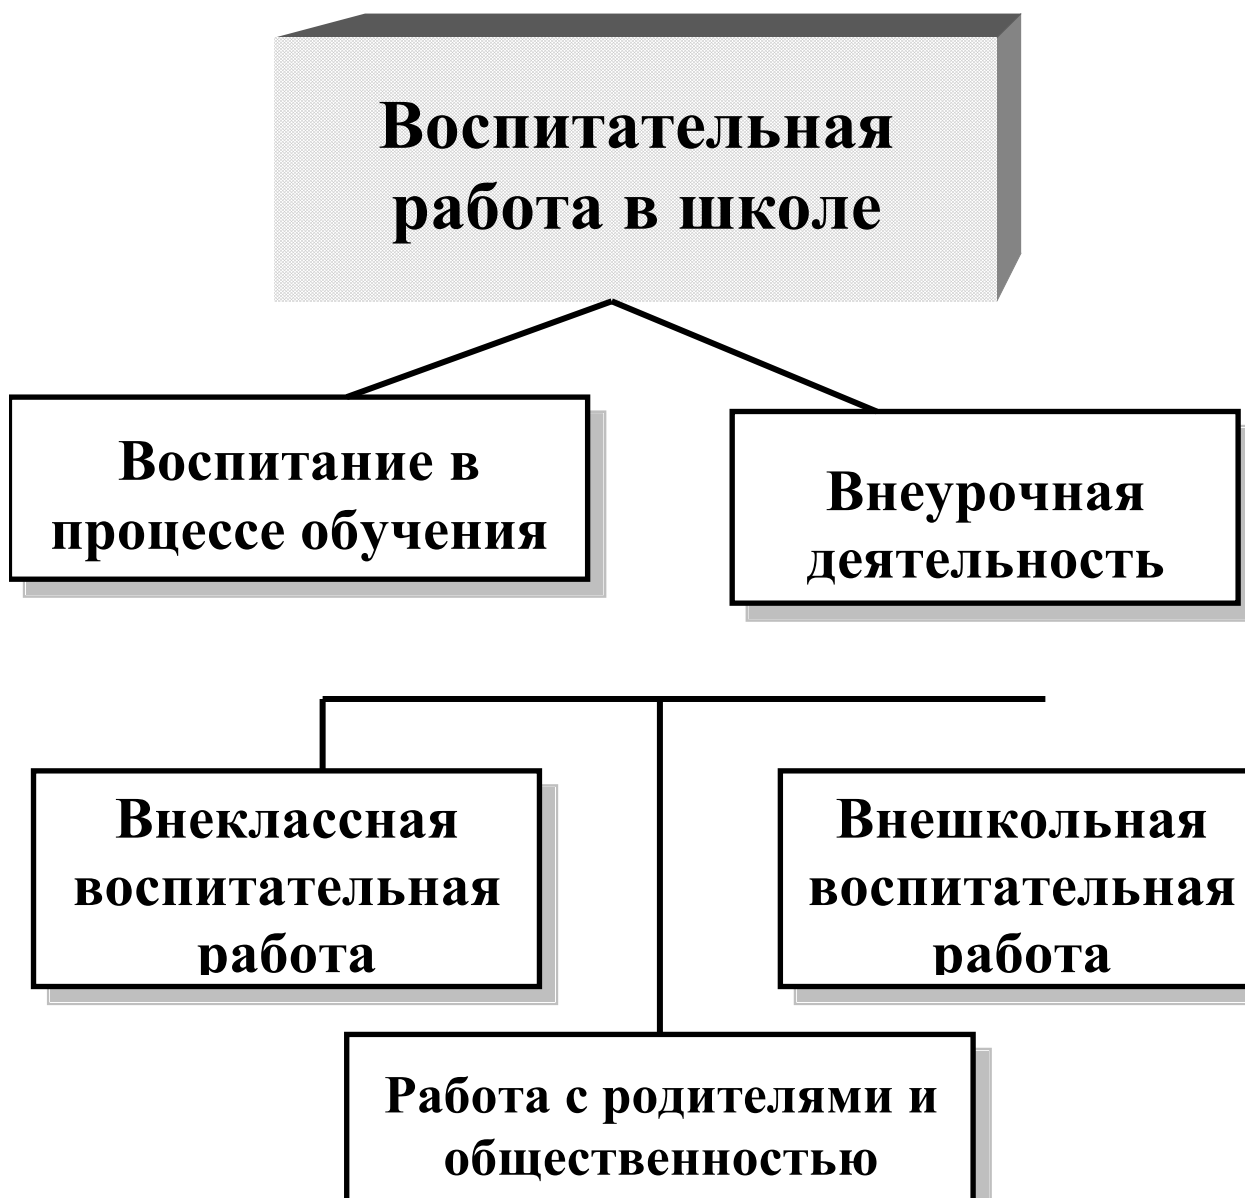 Воспитательная
работа в школе
Воспитание в
процессе обучения
Внеурочная
деятельность
Внеклассная
воспитательная
работа
Внешкольная
воспитательная
работа
Работа с родителями и
общественностью